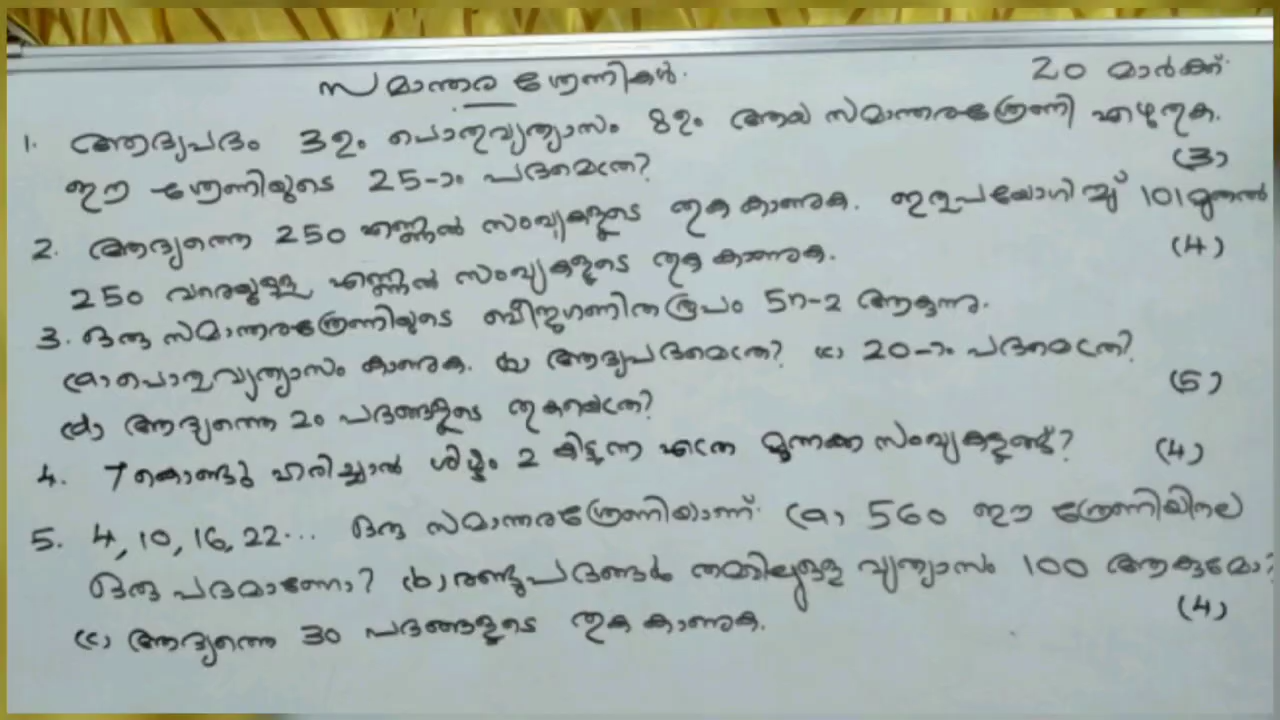 സമാന്തര ശ്രേണികൾ. 20 മാർക്ക്
1. ആദ്യപദം 3ഉം പൊതുവ്യത്യാസം 8ഉം ആയ സമാന്തരശ്രേണി എഴുതുക.
ഈ ശ്രേണിയുടെ 25-ാം പദമെത്ര? (3)
2. ആദ്യത്തെ 250 എണ്ണൽ സംഖ്യകളുടെ തുക കാണുക. ഇതുപയോഗിച്ച് 101 മുതൽ
250 വരെയുള്ള എണ്ണൽ സംഖ്യകളുടെ തുക കാണുക. (4)
3. ഒരു സമാന്തരശ്രേണിയുടെ ബീജഗണിതരൂപം 5n-2 ആകുന്നു.
(a) പൊതുവ്യത്യാസം കാണുക. (b) ആദ്യപദമെത്ര? (c) 20-ാം പദമെത്ര?
(d) ആദ്യത്തെ 20 പദങ്ങളുടെ തുകയെത്ര? (5)
4. 7 കൊണ്ടു ഹരിച്ചാൽ ശിഷ്ടം 2 കിട്ടുന്ന എത്ര മൂന്നക്ക സംഖ്യകളുണ്ട്? (4)
5. 4, 10, 16, 22... ഒരു സമാന്തരശ്രേണിയാണ്. (a) 560 ഈ ശ്രേണിയിലെ
ഒരു പദമാണോ? (b) രണ്ടുപദങ്ങൾ തമ്മിലുള്ള വ്യത്യാസം 100 ആകുമോ?
(c) ആദ്യത്തെ 30 പദങ്ങളുടെ തുക കാണുക. (4)